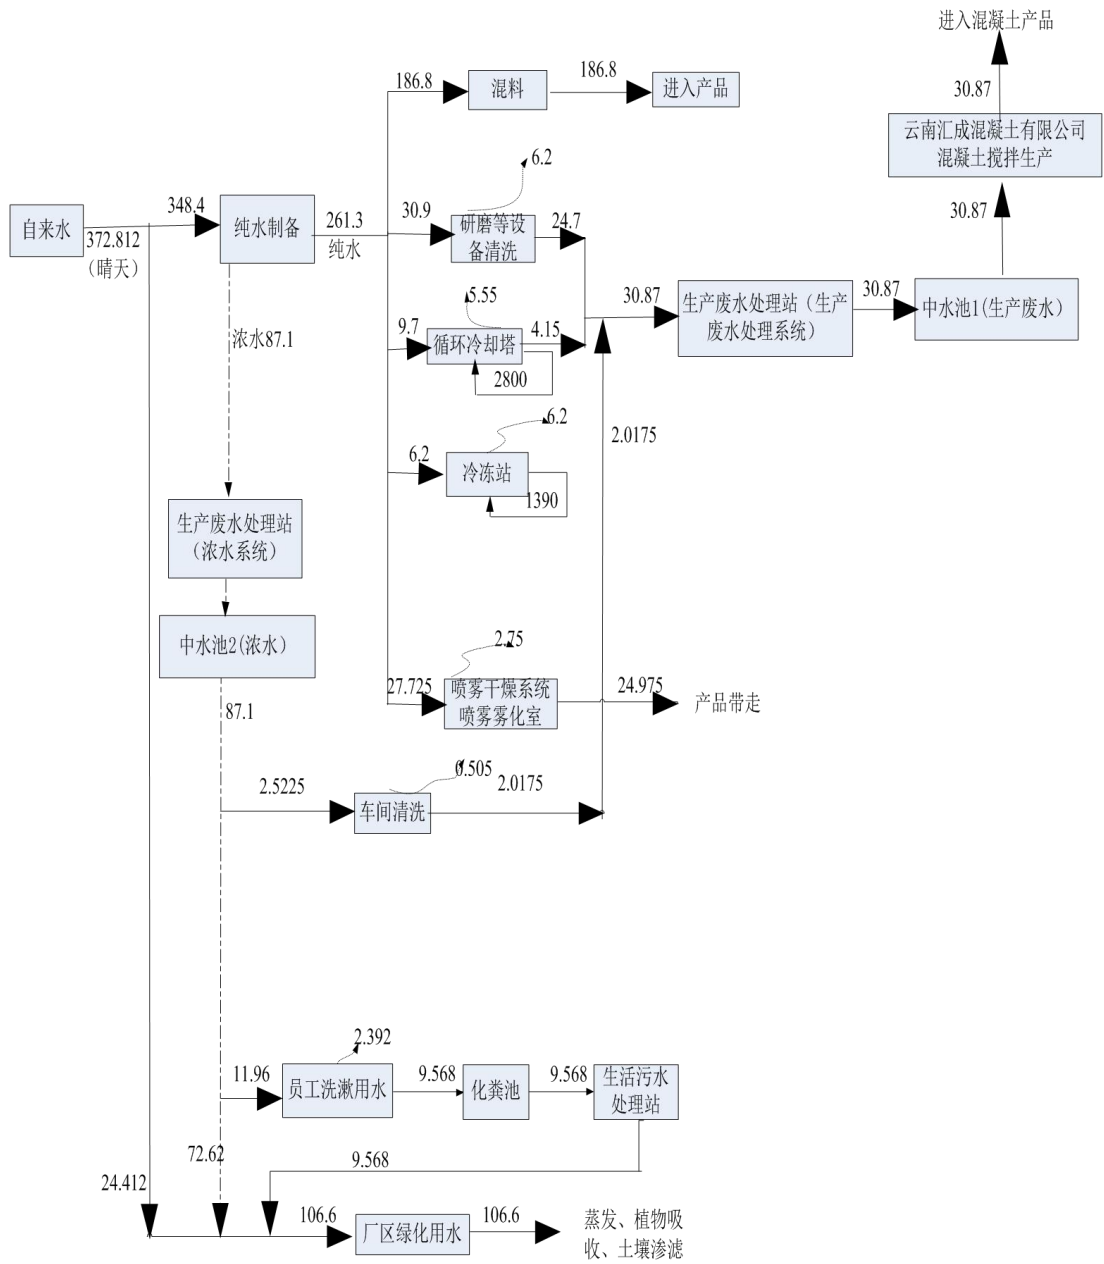 进入混凝土产品
30.87
云南汇成混凝土有限公司
混凝土搅拌生产
30.87
186.8
混料
186.8
进入产品
6.2
自来水
372.812
（晴天）
348.4
纯水制备
261.3
纯水
30.9
研磨等设
备清洗
24.7
5.55
9.7
循环冷却塔
4.15
2800
30.87
生产废水处理站（生产
废水处理系统）
30.87
中水池1(生产废水）
浓水87.1
6.2
6.2
冷冻站
1390
2.0175
生产废水处理站
（浓水系统）
中水池2(浓水）
87.1
2.75
27.725
喷雾干燥系统
喷雾雾化室
24.975
产品带走
0.505
2.5225
车间清洗
2.0175
2.392
11.96
员工洗漱用水
9.568
化粪池
9.568
生活污水
处理站
72.62
9.568
24.412
106.6
厂区绿化用水
106.6
蒸发、植物吸
收、土壤渗滤